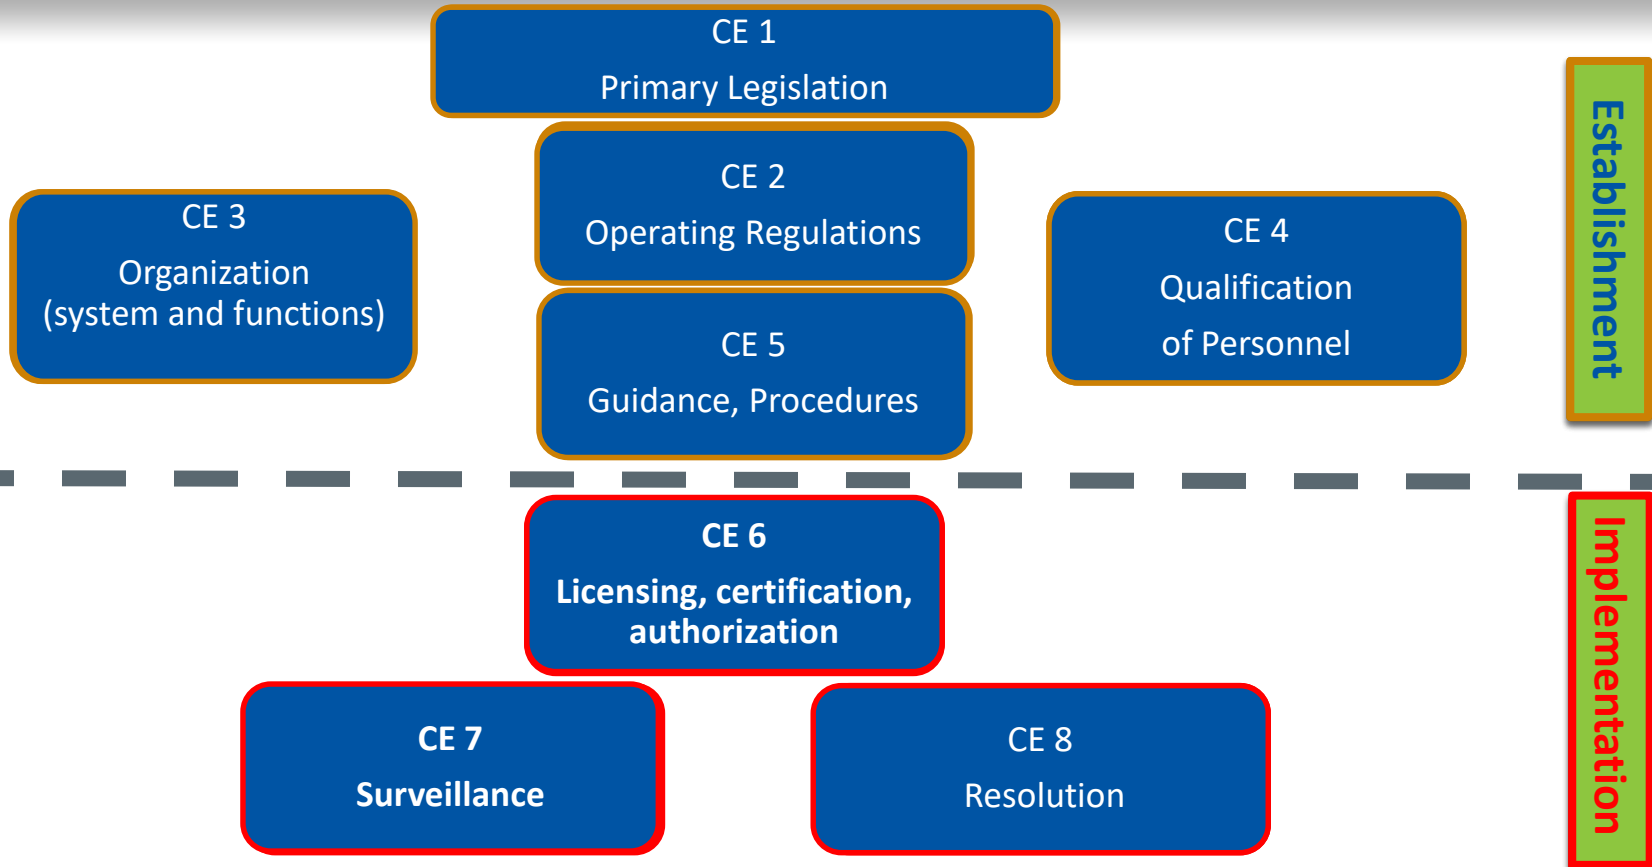 CE 1
Primary Legislation
CE 2
Operating Regulations
CE 3
Organization
(system and functions)
CE 4
Qualification
of Personnel
CE 5
Guidance, Procedures
Establishment
CE 6
Licensing, certification,
authorization
CE 7
Surveillance
CE 8
Resolution
Implementation